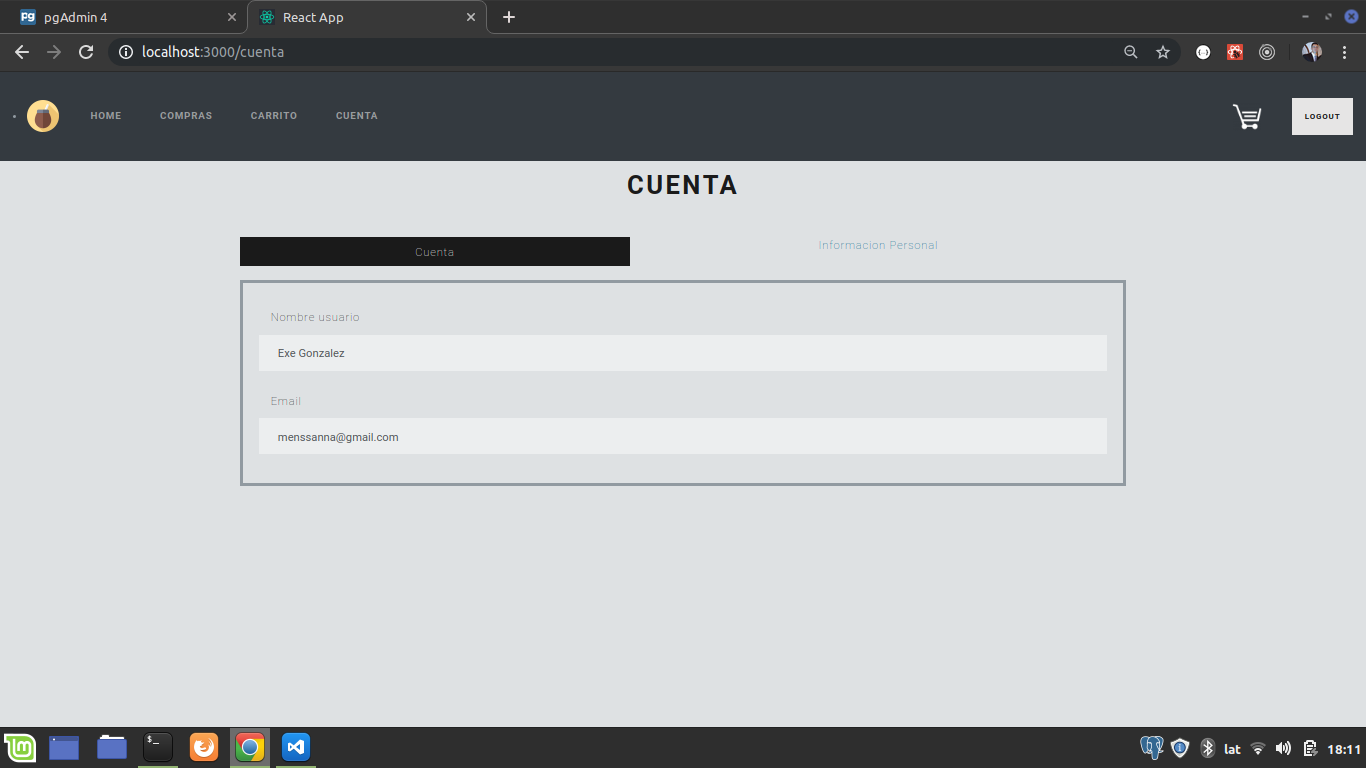 pgAdmin 4
React App
localhost:3000/cuenta
HOME COMPRAS CARRITO CUENTA LOGOUT
CUENTA
Cuenta Informacion Personal
Nombre usuario
Exe Gonzalez
Email
menssanna@gmail.com
lat 18:11